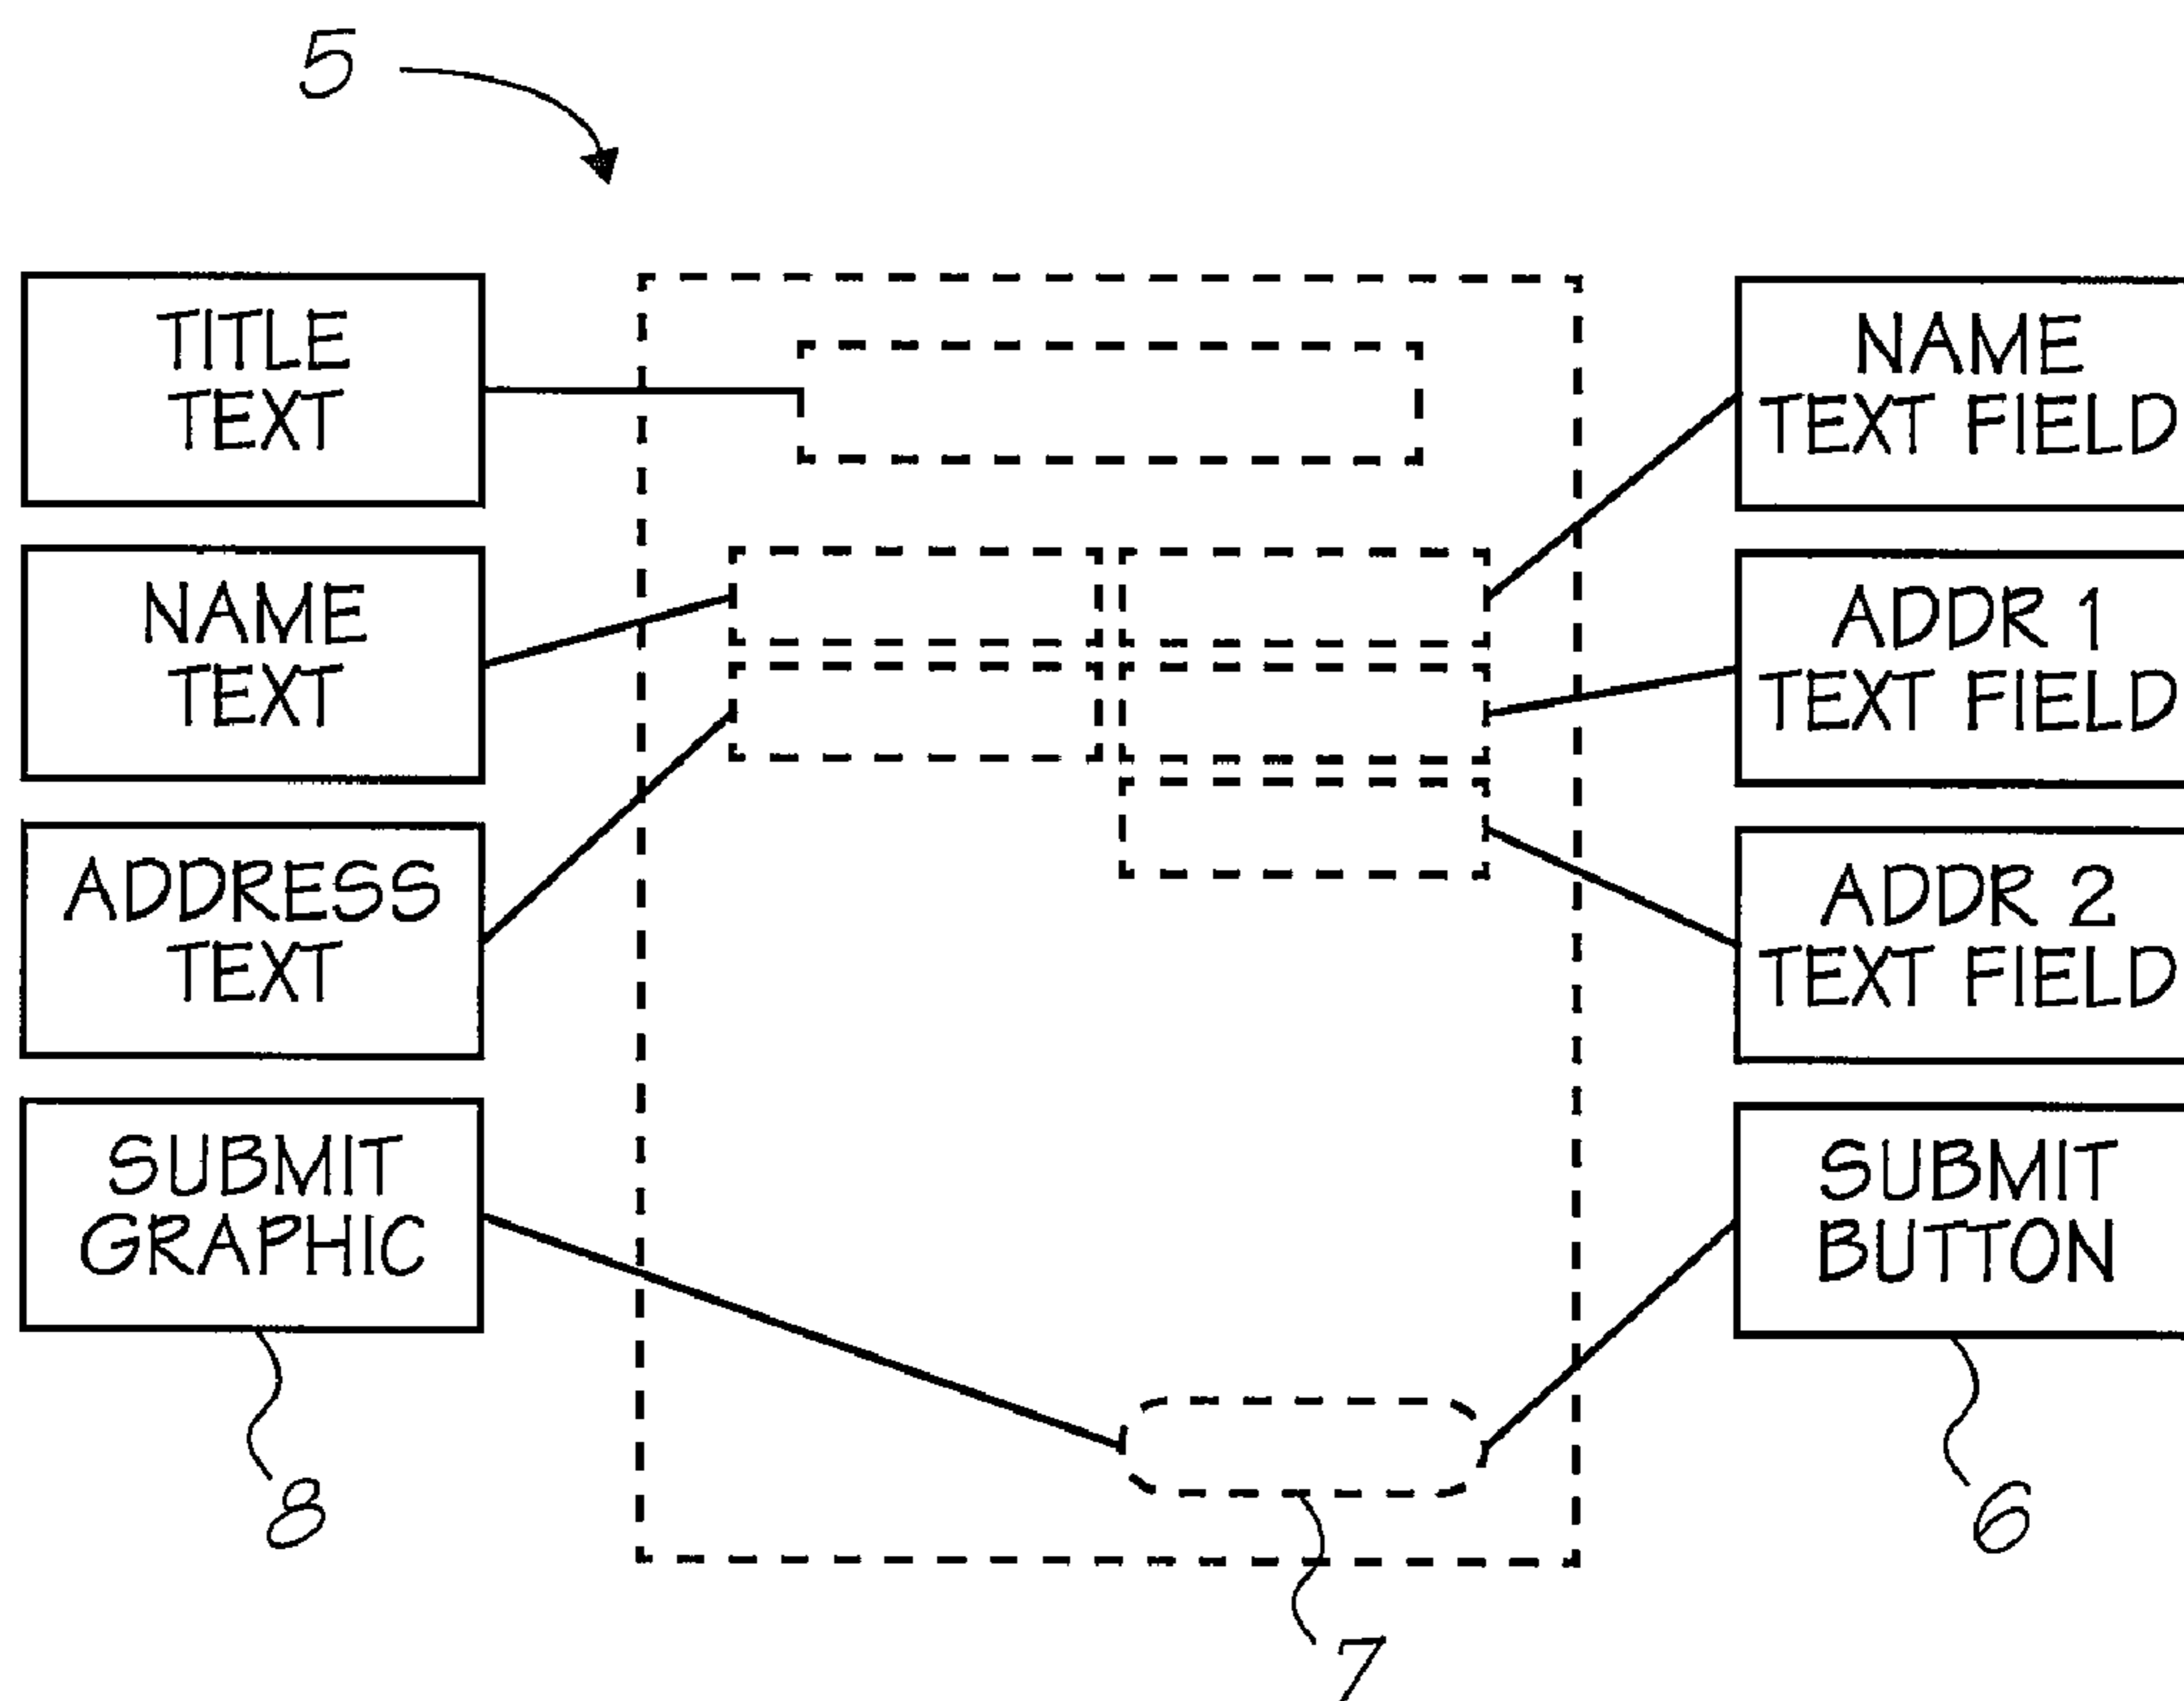 5
TITLE
TEXT
NAME
TEXT
ADDRESS
TEXT
SUBMIT
GRAPHIC
8
NAME
TEXT FIELD
ADDR 1
TEXT FIELD
ADDR 2
TEXT FIELD
SUBMIT
BUTTON
6
7